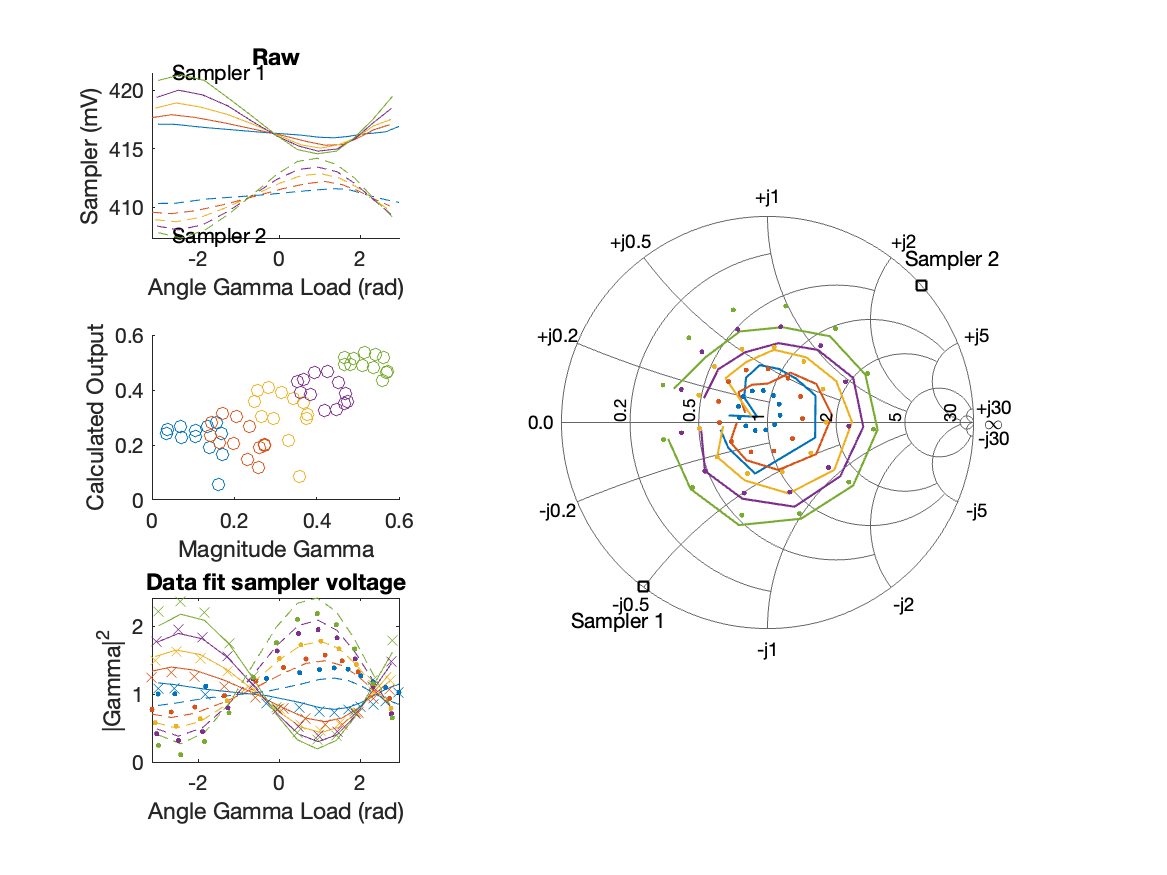 Raw
Sampler 1
420
415
410
Sampler (mV)
Sampler 2
-2
0
2
Angle Gamma Load (rad)
0.6
0.4
0.2
0
Calculated Output
0
0.2
0.4
0.6
Magnitude Gamma
Data fit sampler voltage
2
1
0
|Gamma|²
-2
0
2
Angle Gamma Load (rad)
+j1
+j0.5
+j2
Sampler 2
+j0.2
+j5
0.0
0.2
0.5
1
2
5
30
+j30
∞
-j30
-j0.2
-j5
-j0.5
-j2
Sampler 1
-j1